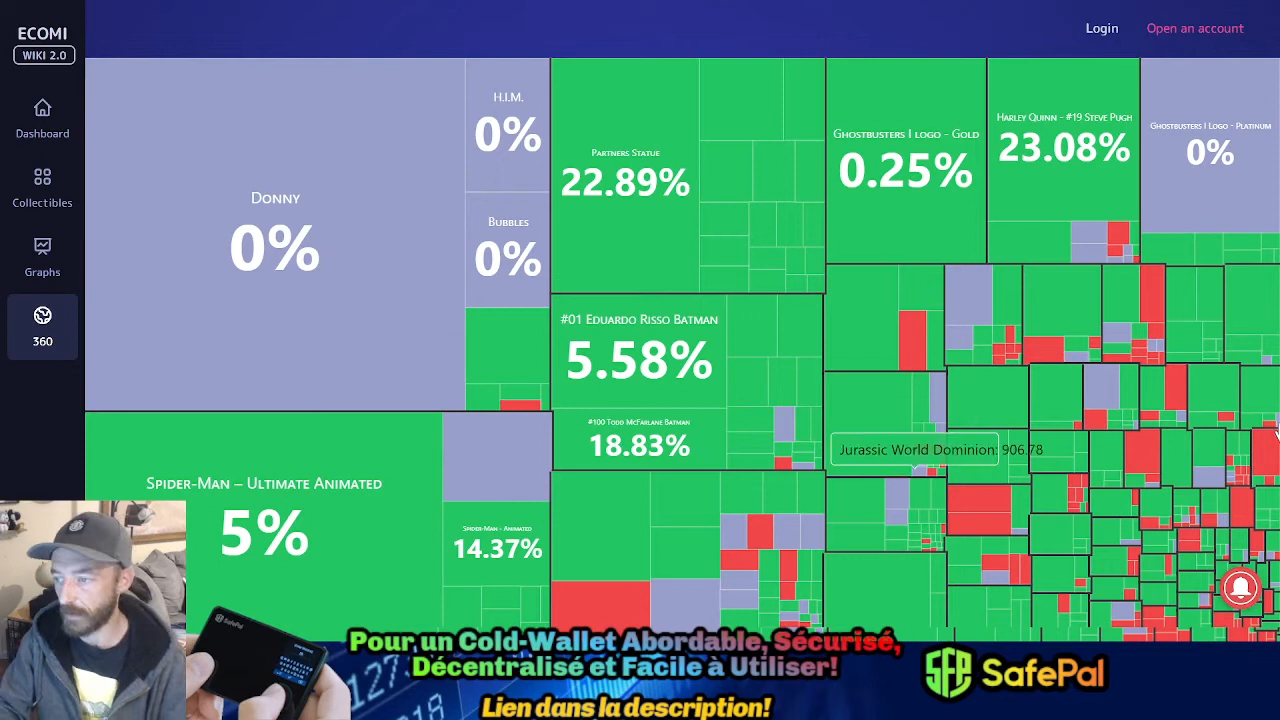 ECOMI
WIKI 2.0
Dashboard
Collectibles
Graphs
360
Login
Open an account
Donny
0%
H.I.M.
0%
Bubbles
0%
Partners Statue
22.89%
Ghostbusters I logo - Gold
0.25%
Harley Quinn - #19 Steve Pugh
23.08%
Ghostbusters I Logo - Platinum
0%
#01 Eduardo Risso Batman
5.58%
#100 Todd McFarlane Batman
18.83%
Jurassic World Dominion: 906.78
Spider-Man – Ultimate Animated
5%
Spider-Man - Animated
14.37%
SafePal
Pour un Cold-Wallet Abordable, Sécurisé,
Décentralisé et Facile à Utiliser!
Lien dans la description!
SFP SafePal